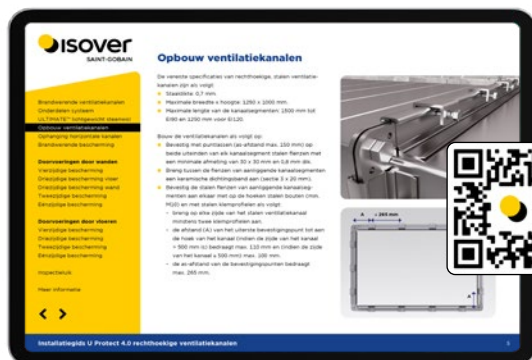 isover
SAINT-GOBAIN
Brandwerende ventilatiekanalen
Onderdelen systeem
ULTIMATE™ lichtgewicht steenwol
Opbouw ventilatiekanalen
Ophanging horizontale kanalen
Brandwerende bescherming
Doorvoeringen door wanden
Vierzijdige bescherming
Driezijdige bescherming vloer
Driezijdige bescherming wand
Tweezijdige bescherming
Eénzijdige bescherming
Doorvoeringen door vloeren
Vierzijdige bescherming
Driezijdige bescherming
Tweezijdige bescherming
Eénzijdige bescherming
Inspectieluik
Meer informatie
Opbouw ventilatiekanalen
De vereiste specificaties van rechthoekige, stalen ventilatie-
kanalen zijn als volgt:
Staaldikte: 0,7 mm.
Maximale breedte x hoogte: 1250 x 1000 mm.
Maximale lengte van de kanaalsegmenten: 1500 mm tot
EI90 en 1250 mm voor EI120.
Bouw de ventilatiekanalen als volgt op:
Bevestig met puntlassen (as-afstand max. 150 mm) op
beide uiteinden van elk kanaalsegment stalen flenzen met
een minimale afmeting van 30 x 30 mm en 0,8 mm dik.
Breng tussen de flenzen van aanliggende kanaalsegmenten
een keramische dichtingsband aan (sectie 3 x 20 mm).
Bevestig de stalen flenzen van aanliggende kanaalseg-
menten aan elkaar met op de hoeken stalen bouten (min.
M10) en met stalen klemprofielen als volgt:
- breng op elke zijde van het stalen ventilatiekanaal
minstens twee klemprofielen aan.
- de afstand (A) van het uiterste bevestigingspunt tot aan
de hoek van het kanaal (indien de zijde van het kanaal
> 500 mm is) bedraagt max. 110 mm en (indien de zijde
van het kanaal ≤ 500 mm) max. 100 mm.
- de as-afstand van de bevestigingspunten bedraagt
max. 265 mm.
A ≤ 265 mm
A
Installatiegids U Protect 4.0 rechthoekige ventilatiekanalen